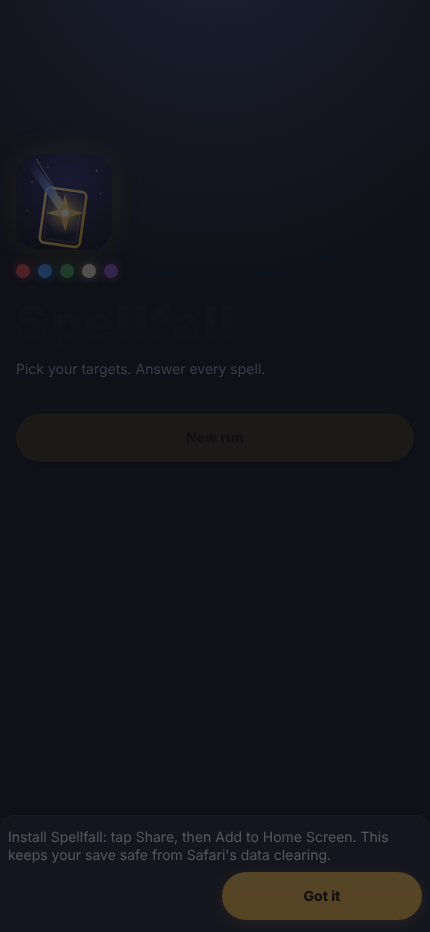 Spellfall
Pick your targets. Answer every spell.
New run
Install Spellfall: tap Share, then Add to Home Screen. This
keeps your save safe from Safari's data clearing.
Got it